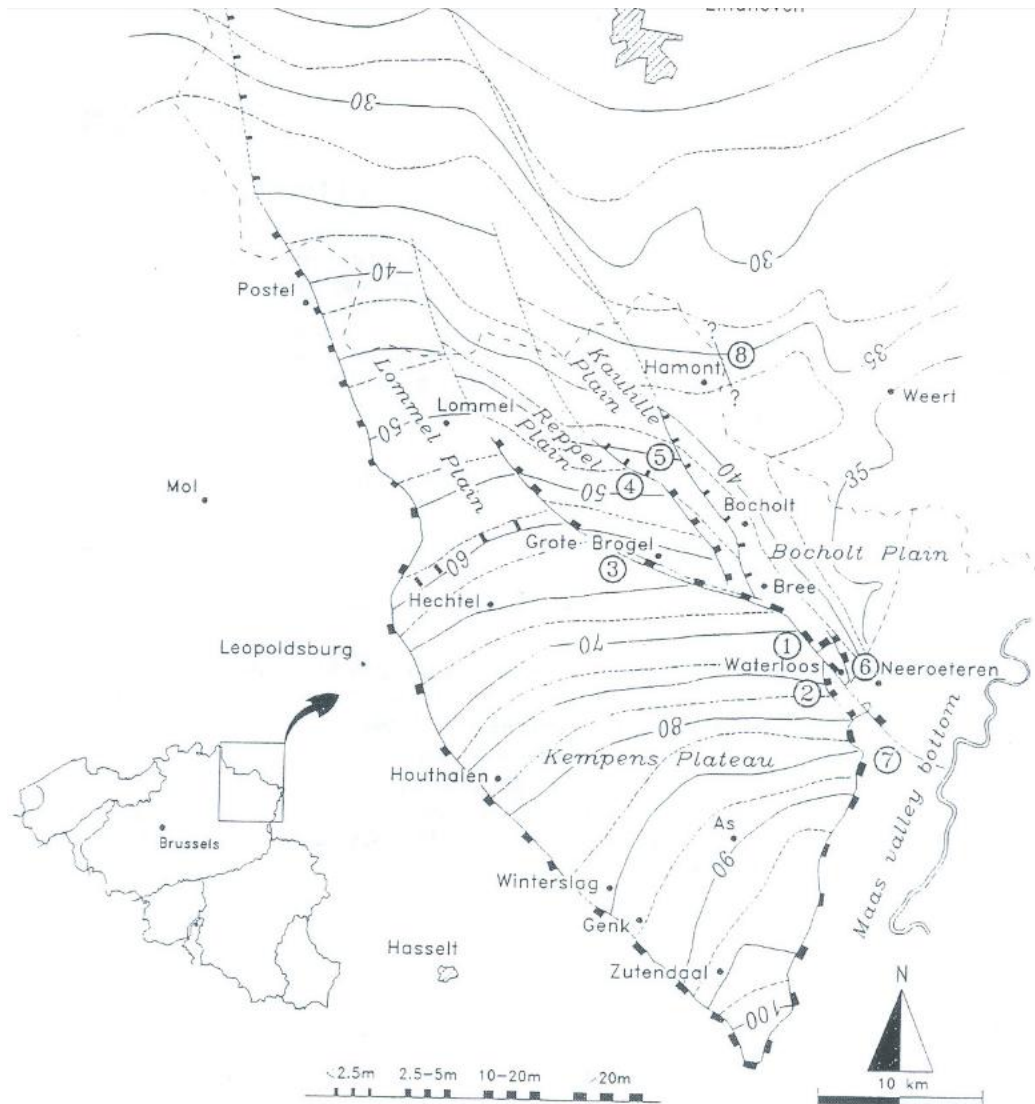 30
30
40
Postel
8
Hamont
35
Weert
Kaulille
Plain
Lommel
Plain
Lommel
Reppel
Plain
50
5
4
50
40
35
Mol
Bocholt
Bocholt Plain
60
Grote Brogel
3
Bree
Hechtel
70
1
Leopoldsburg
Waterloos
6
Neeroeteren
2
80
Kempens Plateau
7
Houthalen
Maas valley bottom
As
90
Brussels
Winterslag
Genk
Hasselt
Zutendaal
100
N
2.5m
2.5-5m
10-20m
20m
10 km
?
?